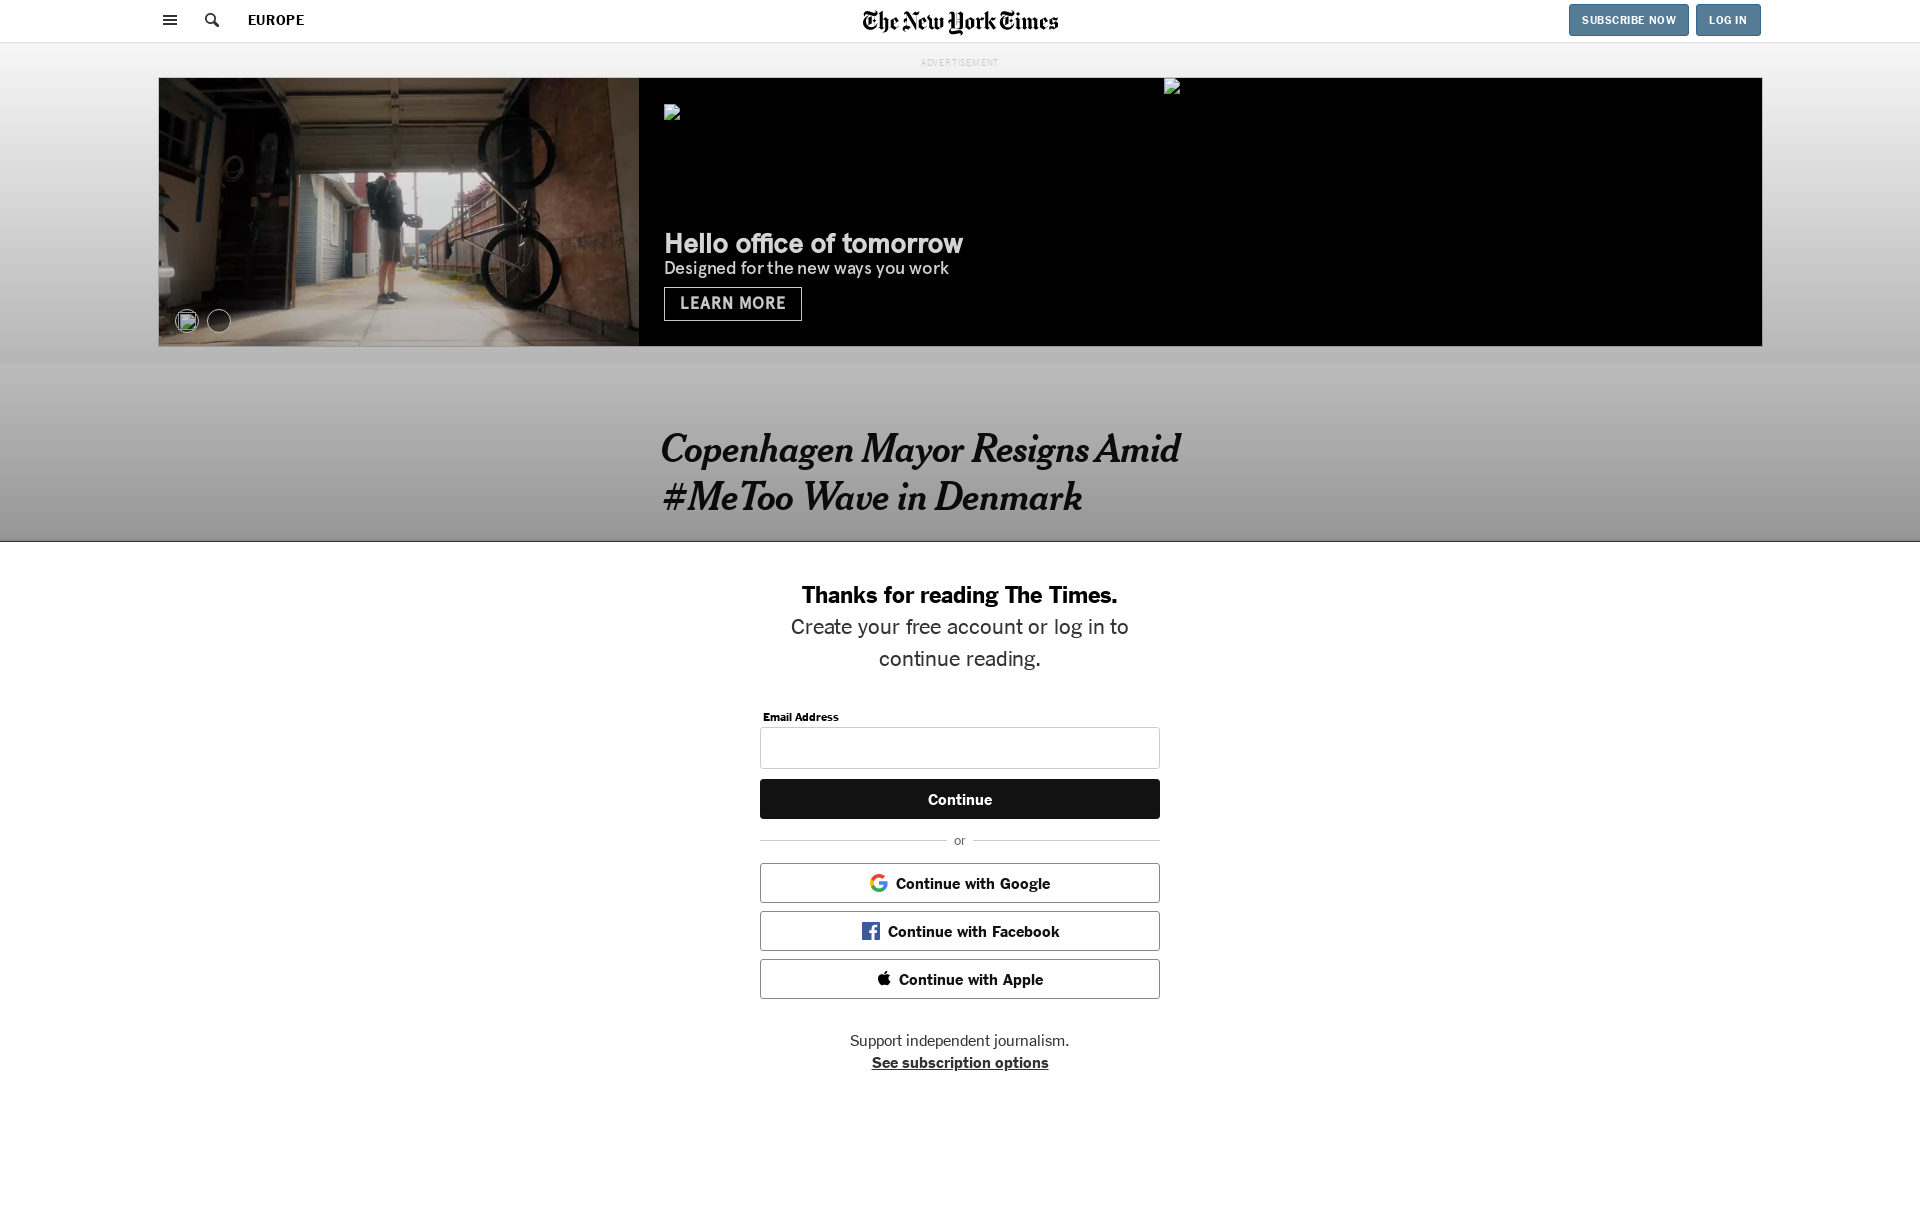 EUROPE
The New York Times
SUBSCRIBE NOW
LOG IN
ADVERTISEMENT
Hello office of tomorrow
Designed for the new ways you work
LEARN MORE
Copenhagen Mayor Resigns Amid
#MeToo Wave in Denmark
Thanks for reading The Times.
Create your free account or log in to
continue reading.
Email Address
Continue
or
Continue with Google
Continue with Facebook
Continue with Apple
Support independent journalism.
See subscription options